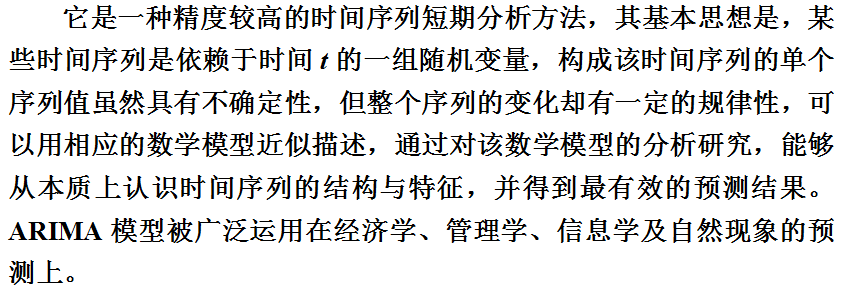 它是一种精度较高的时间序列短期分析方法，其基本思想是，某
些时间序列是依赖于时间 t 的一组随机变量，构成该时间序列的单个
序列值虽然具有不确定性，但整个序列的变化却有一定的规律性，可
以用相应的数学模型近似描述，通过对该数学模型的分析研究，能够
从本质上认识时间序列的结构与特征，并得到最有效的预测结果。
ARIMA 模型被广泛运用在经济学、管理学、信息学及自然现象的预
测上。